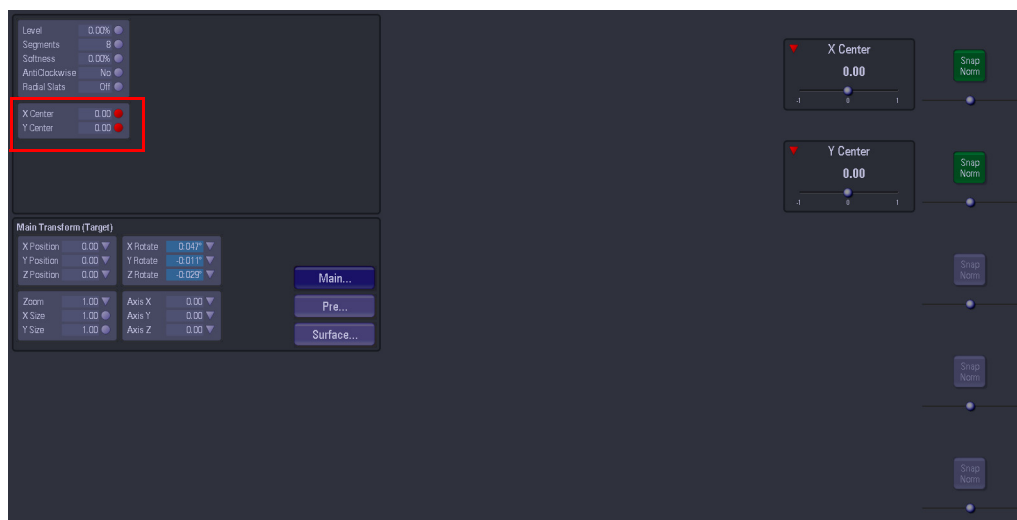 Level 0.00%
Segments 8
Softness 0.00%
AntiClockwise No
Radial Slats Off
X Center 0.00
Y Center 0.00
Main Transform (Target)
X Position 0.00 X Rotate 0:047°
Y Position 0.00 Y Rotate -0:011°
Z Position 0.00 Z Rotate -0:029°
Main...
Pre...
Zoom 1.00 Axis X 0.00
X Size 1.00 Axis Y 0.00
Y Size 1.00 Axis Z 0.00
Surface...
X Center
0.00
-1 0 1
Snap
Norm
Y Center
0.00
-1 0 1
Snap
Norm
Snap
Norm
Snap
Norm
Snap
Norm